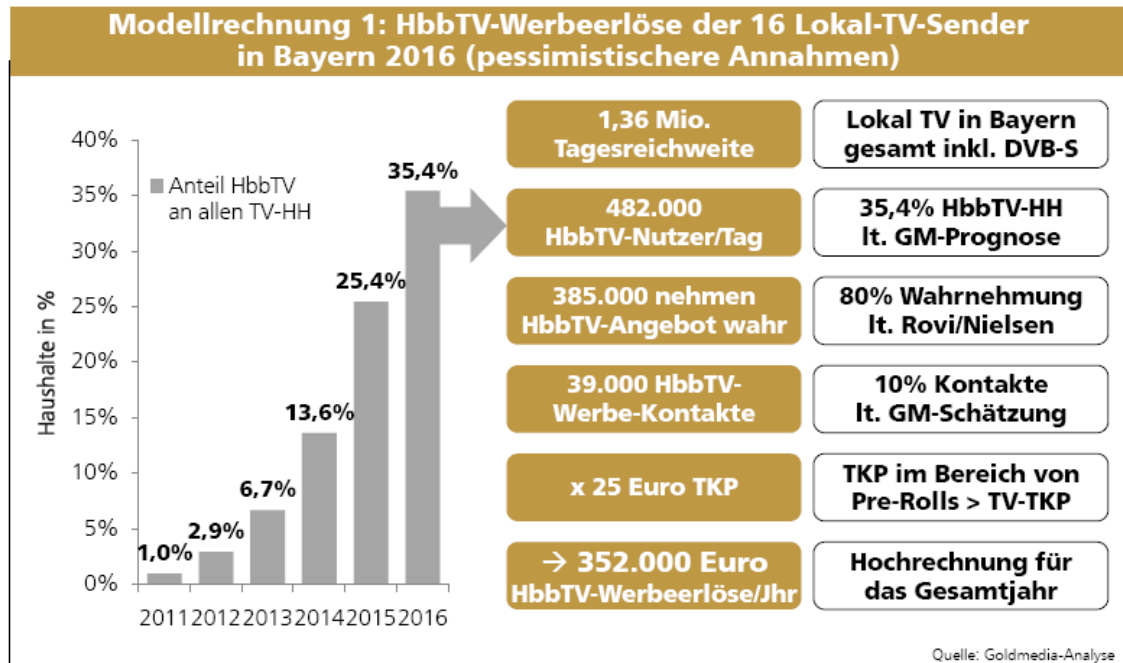 Modellrechnung 1: HbbTV-Werbeerlöse der 16 Lokal-TV-Sender
in Bayern 2016 (pessimistischere Annahmen)
Haushalte in %
40%
35%
30%
25%
20%
15%
10%
5%
0%
Anteil HbbTV
an allen TV-HH
1,0%
2,9%
6,7%
13,6%
25,4%
35,4%
2011 2012 2013 2014 2015 2016
1,36 Mio.
Tagesreichweite
Lokal TV in Bayern
gesamt inkl. DVB-S
482.000
HbbTV-Nutzer/Tag
35,4% HbbTV-HH
lt. GM-Prognose
385.000 nehmen
HbbTV-Angebot wahr
80% Wahrnehmung
lt. Rovi/Nielsen
39.000 HbbTV-
Werbe-Kontakte
10% Kontakte
lt. GM-Schätzung
x 25 Euro TKP
TKP im Bereich von
Pre-Rolls > TV-TKP
→ 352.000 Euro
HbbTV-Werbeerlöse/Jhr
Hochrechnung für
das Gesamtjahr
Quelle: Goldmedia-Analyse